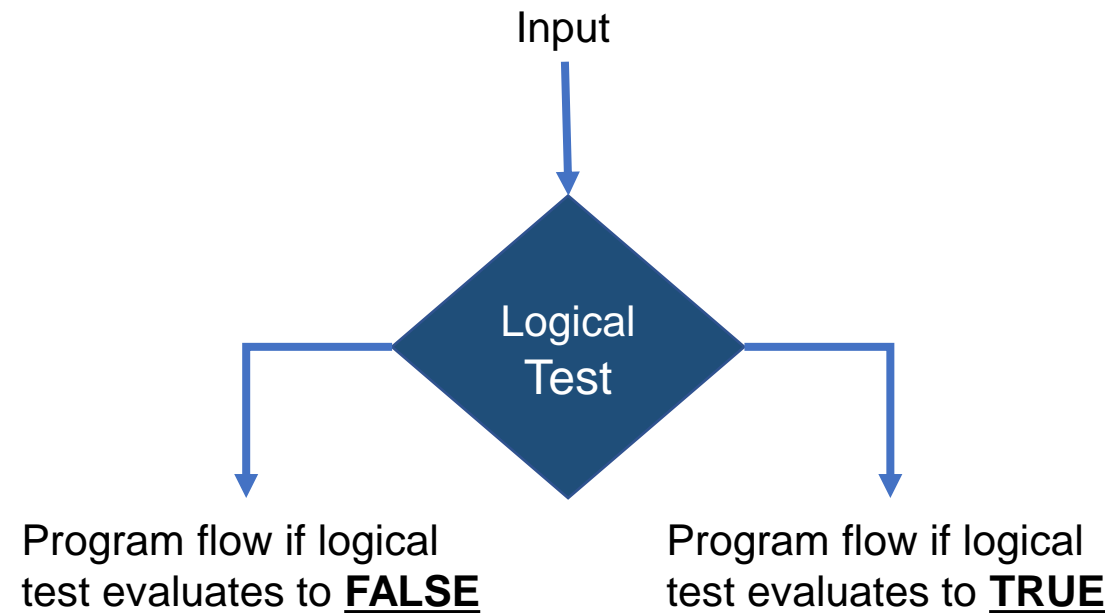 Input
Logical
Test
Program flow if logical
test evaluates to FALSE
Program flow if logical
test evaluates to TRUE